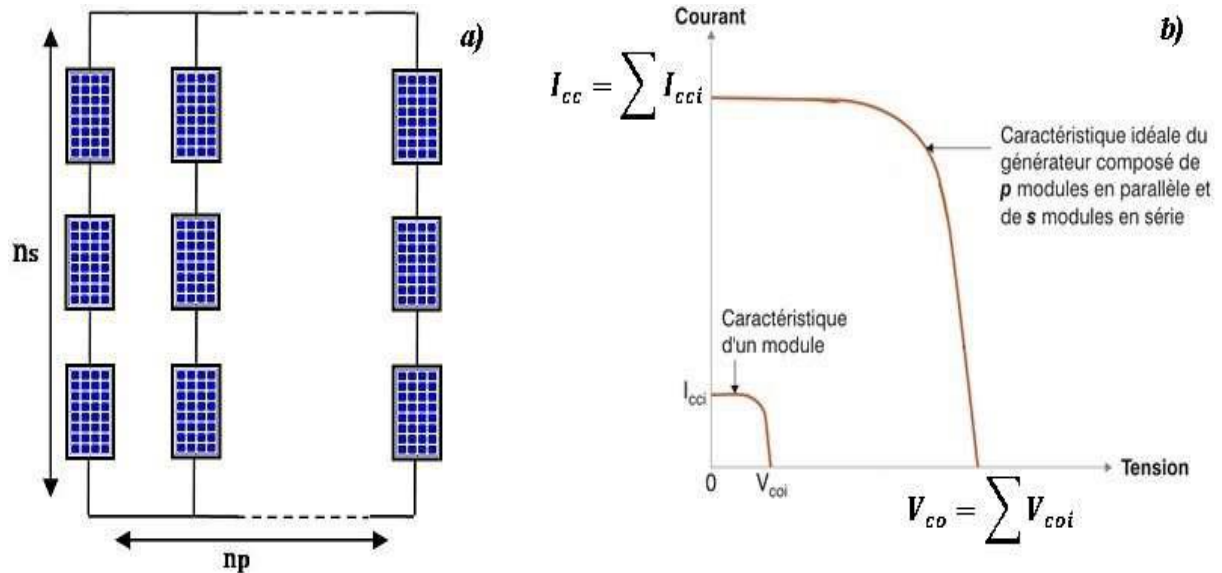 a)
ns
np
b)
Courant
I_cc = ∑ I_cci
Caractéristique idéale du
générateur composé de
p modules en parallèle et
de s modules en série
Caractéristique
d'un module
I_cci
0
V_coi
Tension
V_co = ∑ V_coi